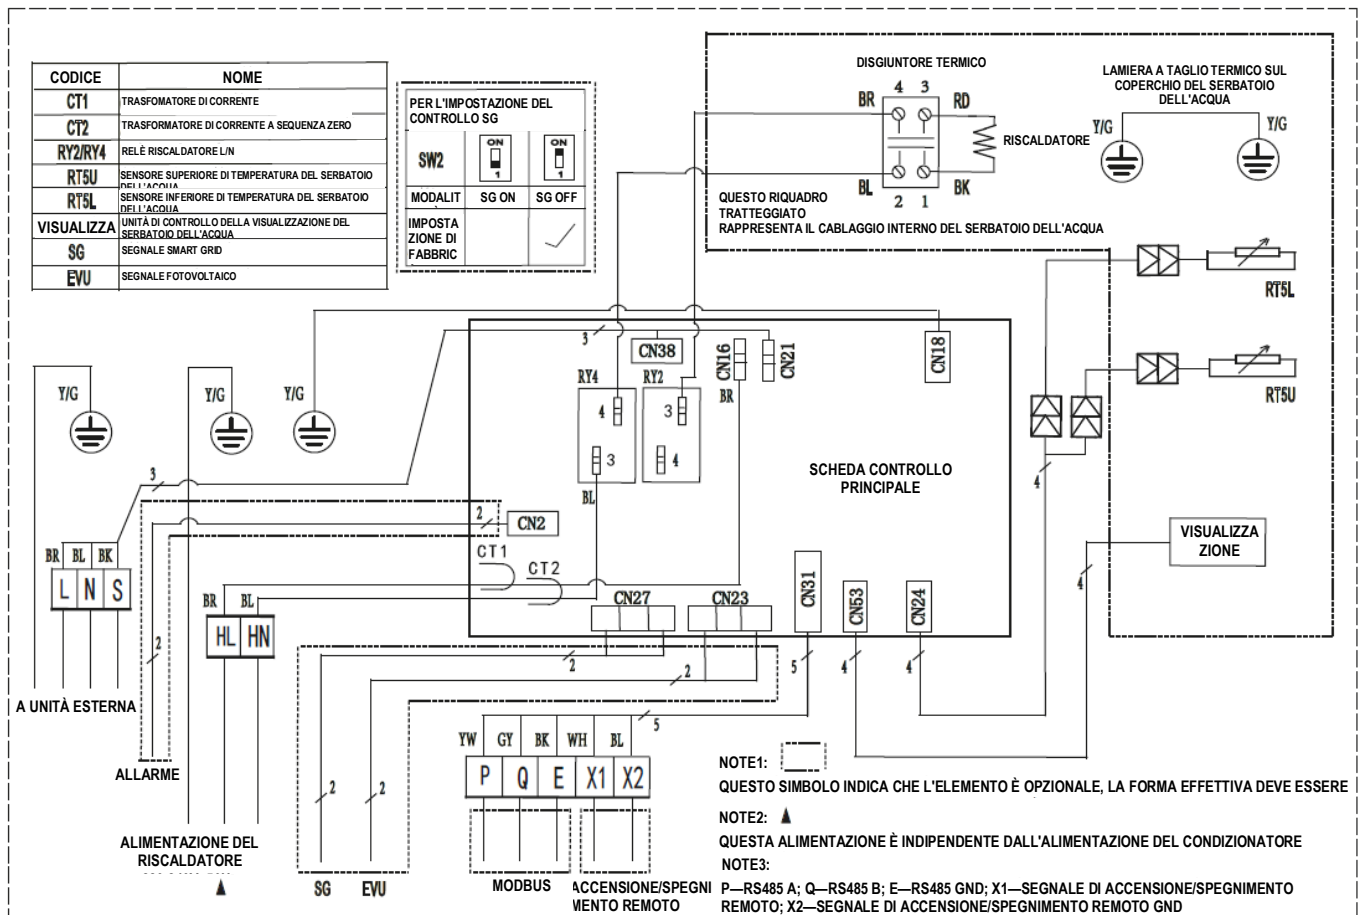 CODICE NOME
CT1 TRASFOMATORE DI CORRENTE
CT2 TRASFORMATORE DI CORRENTE A SEQUENZA ZERO
RY2/RY4 RELÈ RISCALDATORE L/N
RT5U SENSORE SUPERIORE DI TEMPERATURA DEL SERBATOIO
DELL'ACQUA
RT5L SENSORE INFERIORE DI TEMPERATURA DEL SERBATOIO
DELL'ACQUA
VISUALIZZA UNITÀ DI CONTROLLO DELLA VISUALIZZAZIONE DEL
SERBATOIO DELL'ACQUA
SG SEGNALE SMART GRID
EVU SEGNALE FOTOVOLTAICO
PER L'IMPOSTAZIONE DEL
CONTROLLO SG
SW2
ON
1
ON
1
MODALIT SG ON SG OFF
IMPOSTA
ZIONE DI
FABBRIC
DISGIUNTORE TERMICO
4 3
BR RD
RISCALDATORE
BL BK
2 1
LAMIERA A TAGLIO TERMICO SUL
COPERCHIO DEL SERBATOIO
DELL'ACQUA
Y/G Y/G
QUESTO RIQUADRO
TRATTEGGIATO
RAPPRESENTA IL CABLAGGIO INTERNO DEL SERBATOIO DELL'ACQUA
RT5L
RT5U
3
CN38
CN16
CN21
CN18
RY4 RY2
BR
4 3
3 4
BL
Y/G Y/G Y/G
3
SCHEDA CONTROLLO
PRINCIPALE
4
2
CN2
VISUALIZZA
ZIONE
4
CT1
CT2
BR BL BK
L N S
BR BL
HL HN
CN27 CN23
CN31
CN53
CN24
2
2
2
5 4 4
A UNITÀ ESTERNA
ALLARME
5
YW GY BK WH BL
P Q E X1 X2
2 2
ALIMENTAZIONE DEL
RISCALDATORE
SG EVU
MODBUS
ACCENSIONE/SPEGNI
MENTO REMOTO
NOTE1:
QUESTO SIMBOLO INDICA CHE L'ELEMENTO È OPZIONALE, LA FORMA EFFETTIVA DEVE ESSERE
NOTE2: ▲
QUESTA ALIMENTAZIONE È INDIPENDENTE DALL'ALIMENTAZIONE DEL CONDIZIONATORE
NOTE3:
P—RS485 A; Q—RS485 B; E—RS485 GND; X1—SEGNALE DI ACCENSIONE/SPEGNIMENTO
REMOTO; X2—SEGNALE DI ACCENSIONE/SPEGNIMENTO REMOTO GND